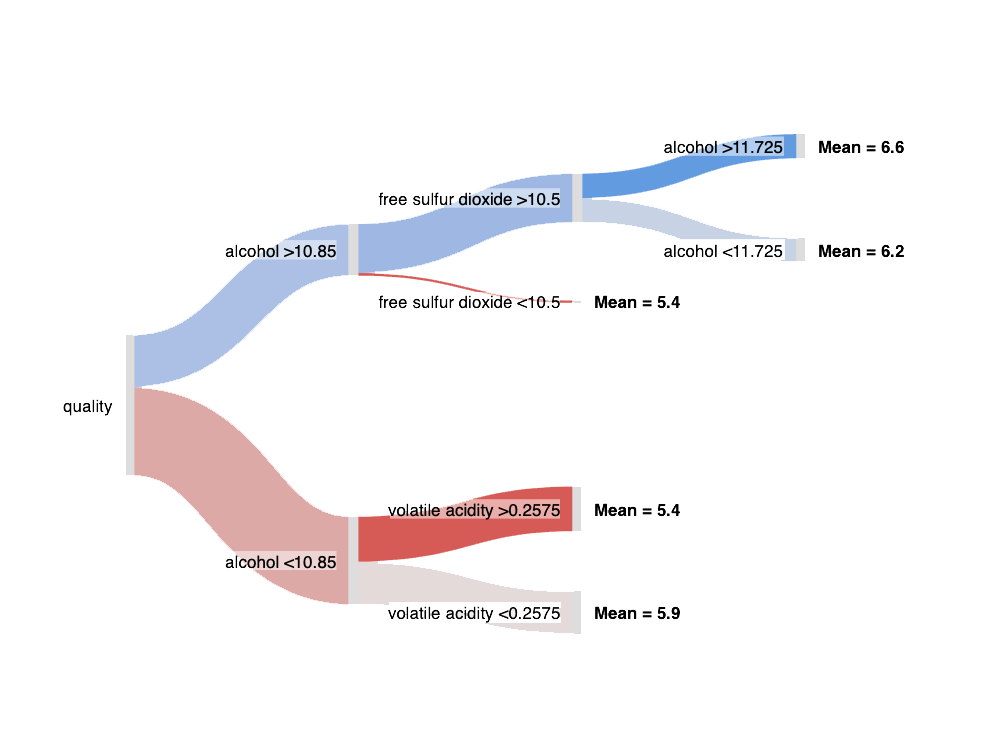 alcohol >11.725 Mean = 6.6
free sulfur dioxide >10.5
alcohol >10.85 alcohol <11.725 Mean = 6.2
free sulfur dioxide <10.5 Mean = 5.4
quality
volatile acidity >0.2575 Mean = 5.4
alcohol <10.85
volatile acidity <0.2575 Mean = 5.9